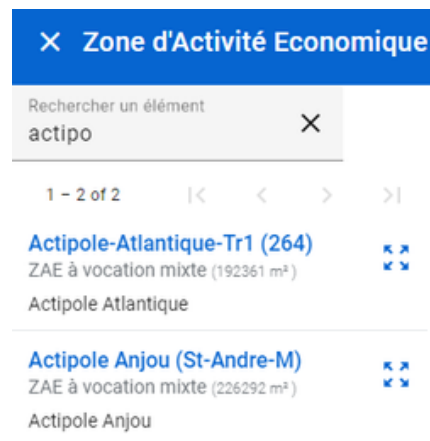 Zone d'Activité Economique
Rechercher un élément
actipo
1 – 2 of 2
Actipole-Atlantique-Tr1 (264)
ZAE à vocation mixte (192361 m²)
Actipole Atlantique
Actipole Anjou (St-Andre-M)
ZAE à vocation mixte (226292 m²)
Actipole Anjou